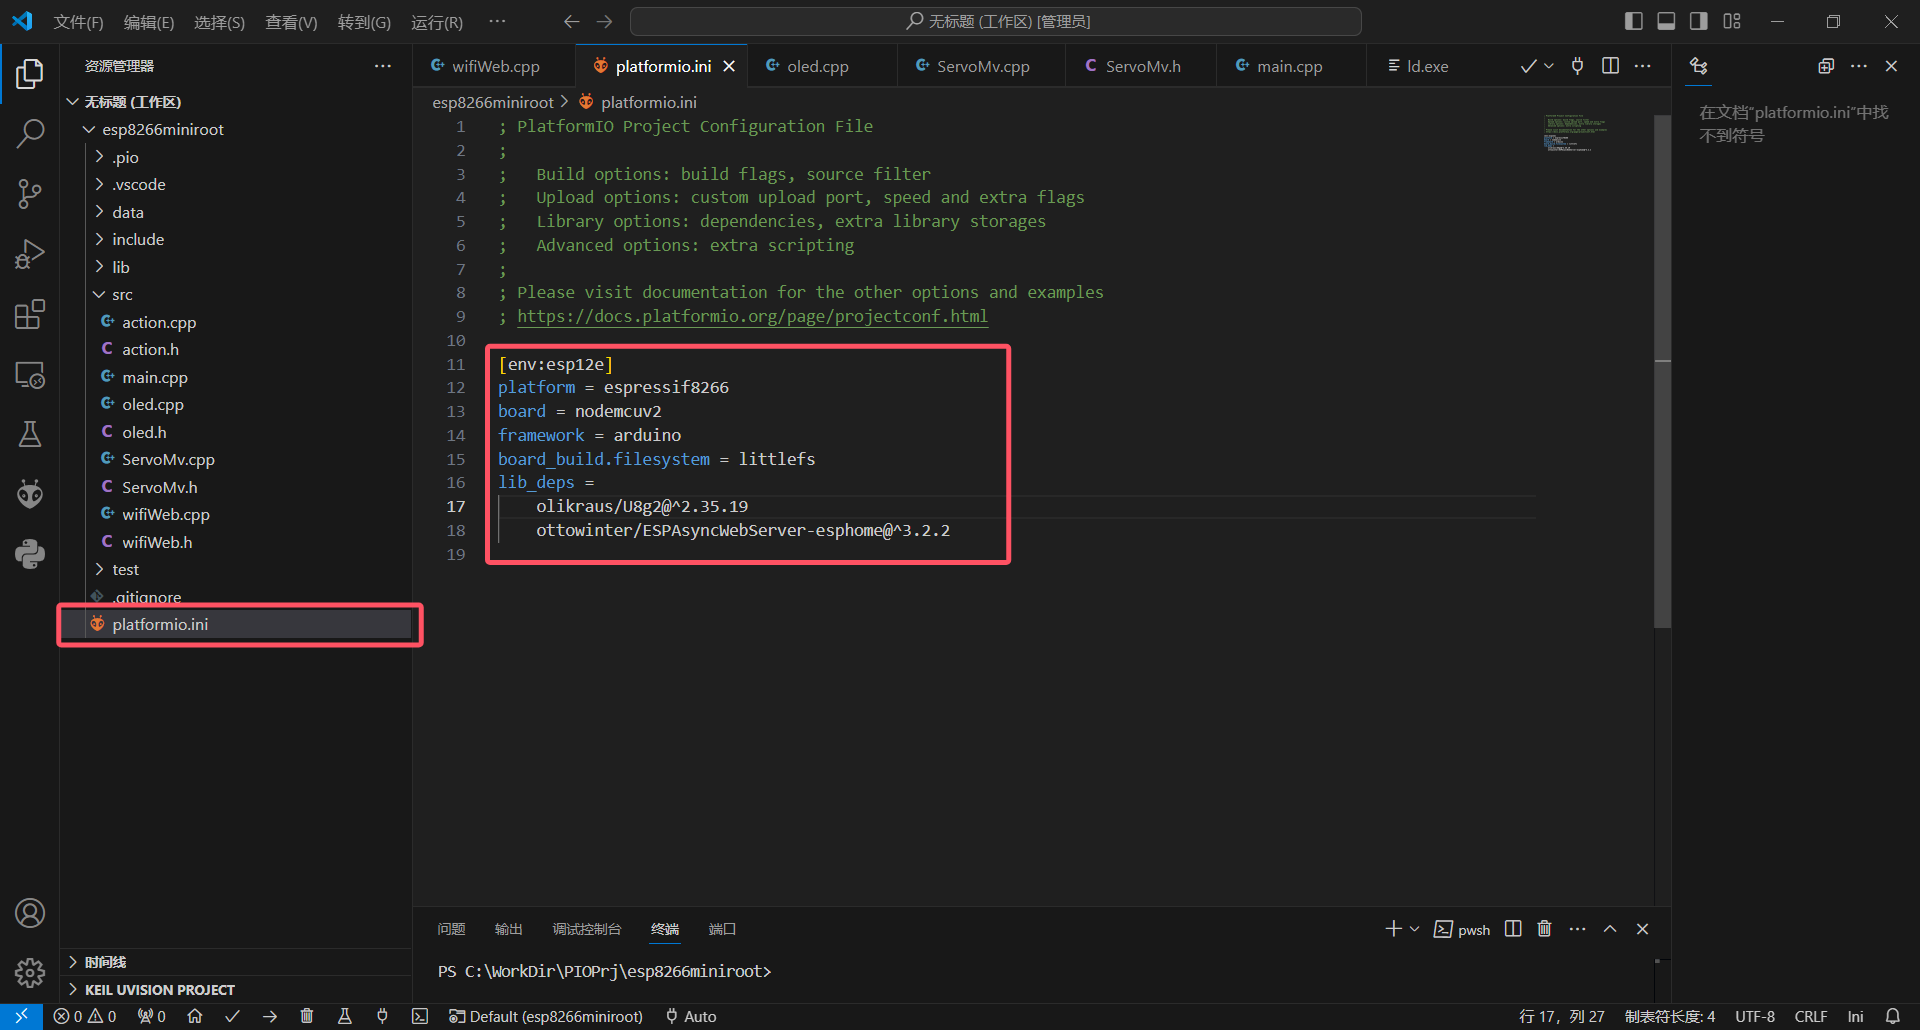 文件(F) 编辑(E) 选择(S) 查看(V) 转到(G) 运行(R) ··· 无标题 (工作区) [管理员]
资源管理器
无标题 (工作区)
esp8266miniroot
.pio
.vscode
data
include
lib
src
action.cpp
action.h
main.cpp
oled.cpp
oled.h
ServoMv.cpp
ServoMv.h
wifiWeb.cpp
wifiWeb.h
test
.gitignore
platformio.ini
时间线
KEIL UVISION PROJECT
wifiWeb.cpp platformio.ini oled.cpp ServoMv.cpp ServoMv.h main.cpp ld.exe
esp8266miniroot > platformio.ini
1 ; PlatformIO Project Configuration File
2 ;
3 ;   Build options: build flags, source filter
4 ;   Upload options: custom upload port, speed and extra flags
5 ;   Library options: dependencies, extra library storages
6 ;   Advanced options: extra scripting
7 ;
8 ; Please visit documentation for the other options and examples
9 ; https://docs.platformio.org/page/projectconf.html
10
11 [env:esp12e]
12 platform = espressif8266
13 board = nodemcuv2
14 framework = arduino
15 board_build.filesystem = littlefs
16 lib_deps =
17     olikraus/U8g2@^2.35.19
18     ottowinter/ESPAsyncWebServer-esphome@^3.2.2
19
在文档"platformio.ini"中找
不到符号
问题 输出 调试控制台 终端 端口 pwsh
PS C:\WorkDir\PIOPrj\esp8266miniroot>
0 0 0 Default (esp8266miniroot) Auto 行 17，列 27 制表符长度: 4 UTF-8 CRLF Ini